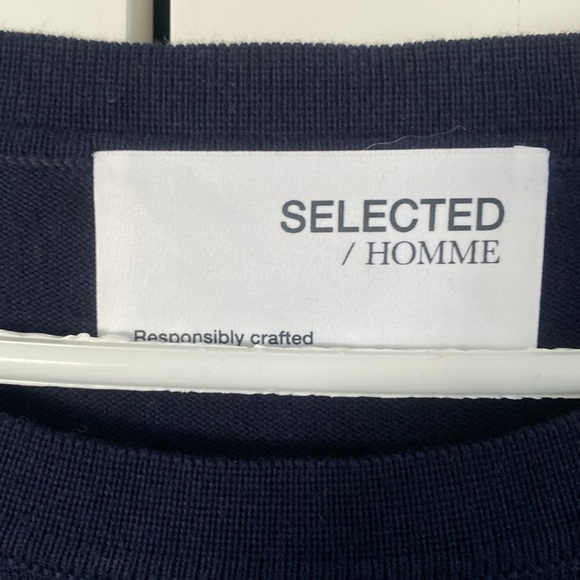 SELECTED
/ HOMME
Responsibly crafted